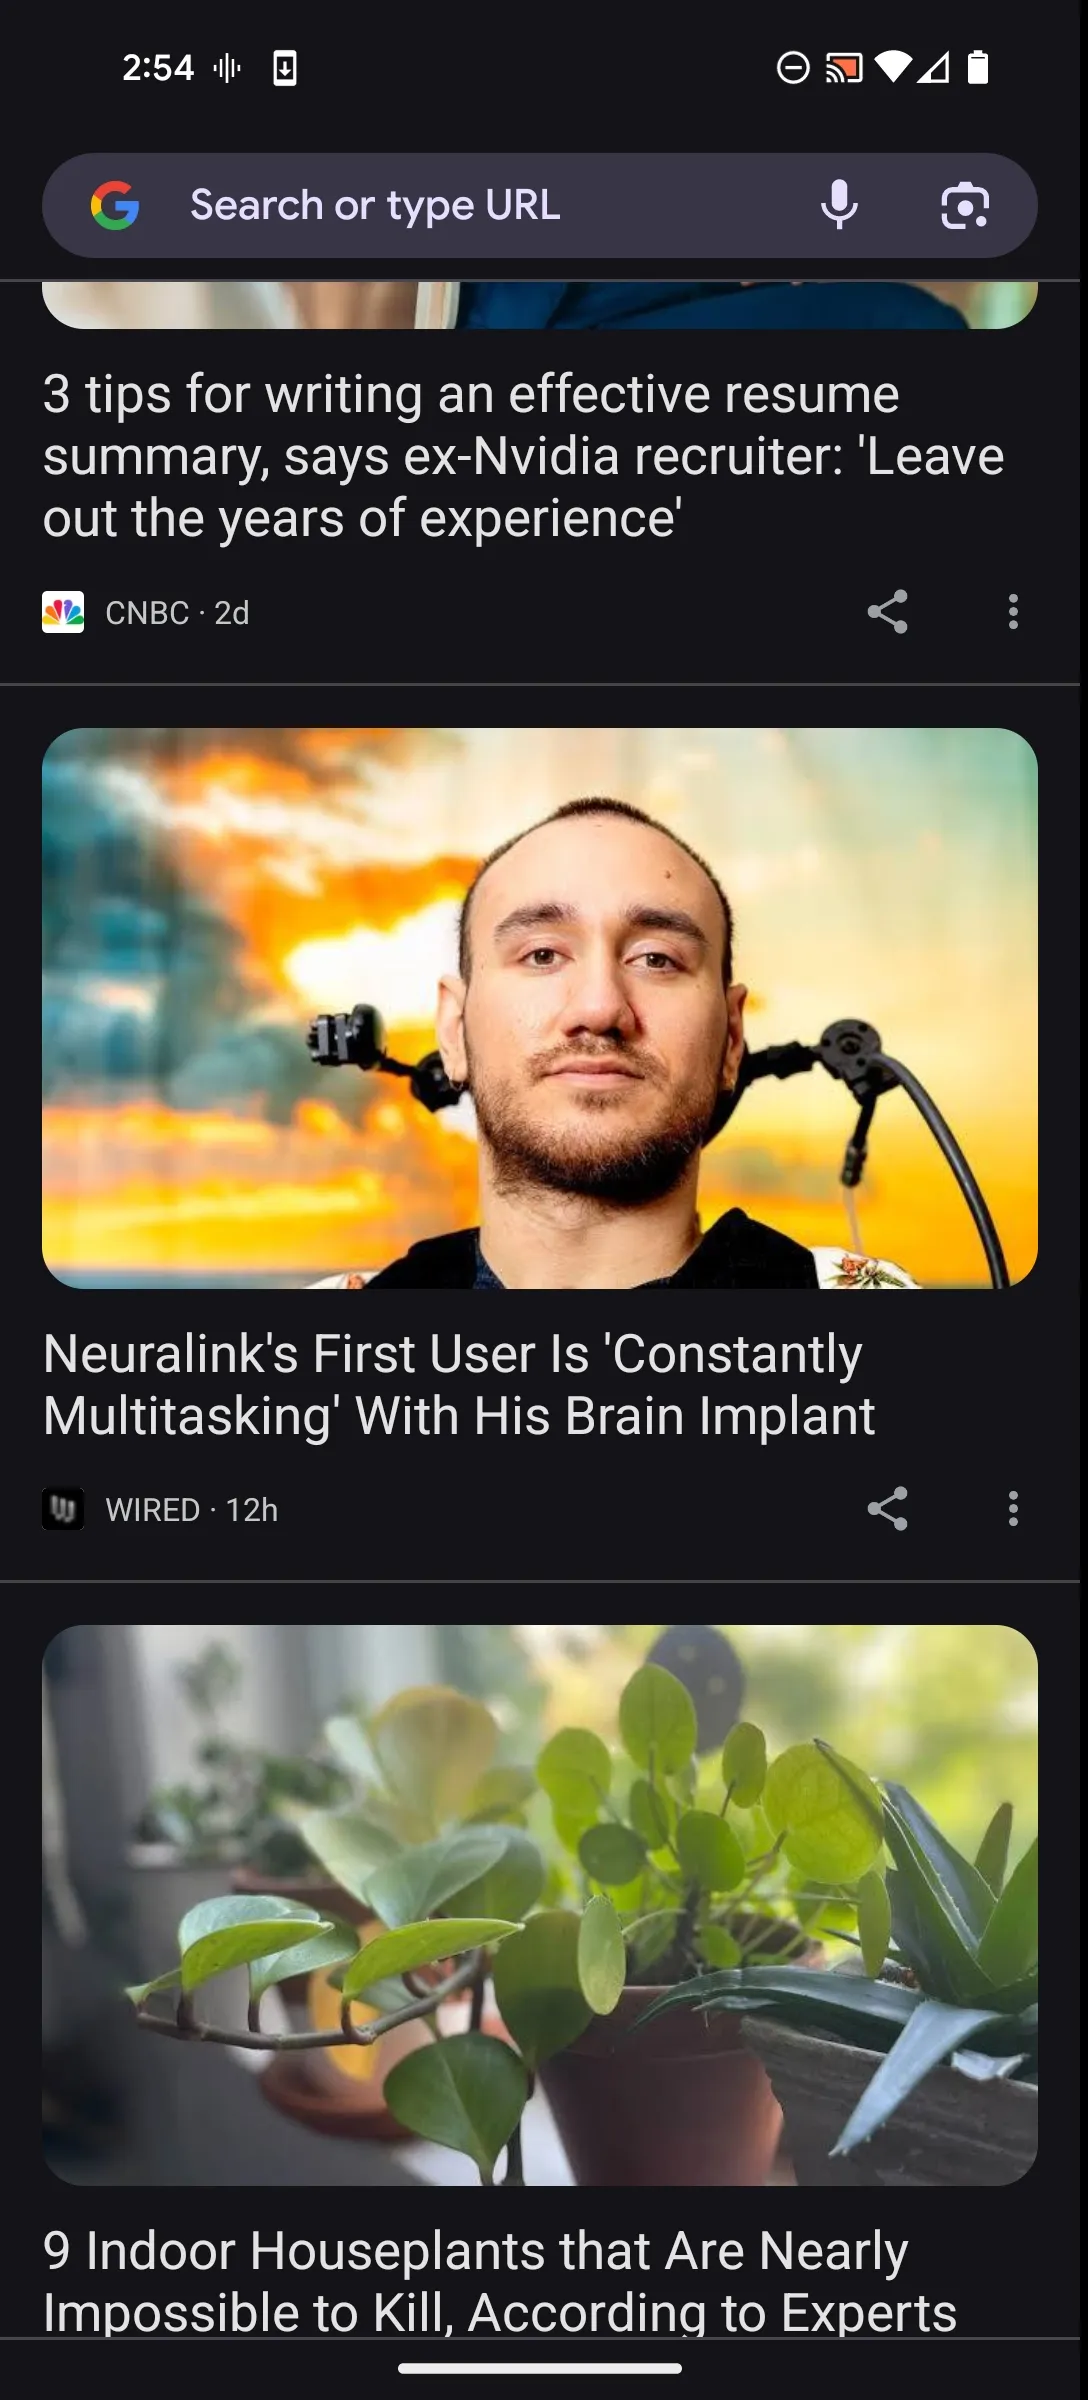 2:54
Search or type URL
3 tips for writing an effective resume
summary, says ex-Nvidia recruiter: 'Leave
out the years of experience'
CNBC · 2d
Neuralink's First User Is 'Constantly
Multitasking' With His Brain Implant
WIRED · 12h
9 Indoor Houseplants that Are Nearly
Impossible to Kill, According to Experts